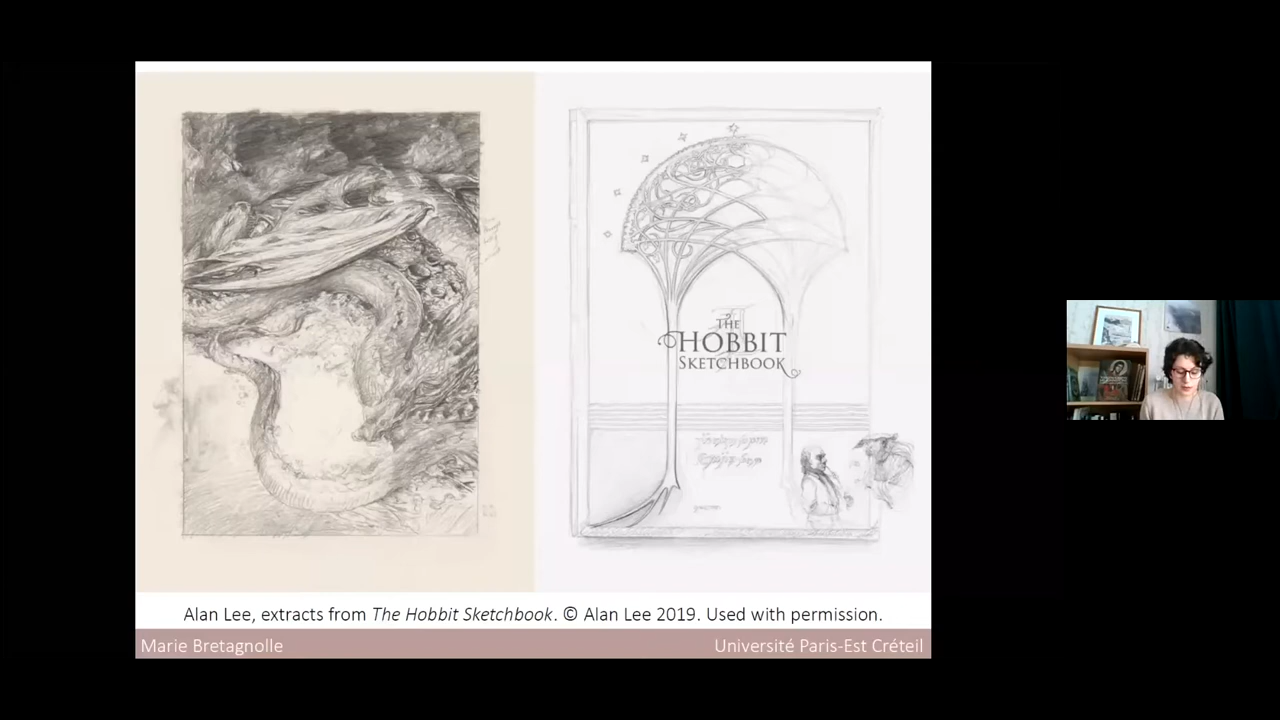 THE
HOBBIT
SKETCHBOOK
Alan Lee, extracts from The Hobbit Sketchbook. © Alan Lee 2019. Used with permission.
Marie Bretagnolle
Université Paris-Est Créteil